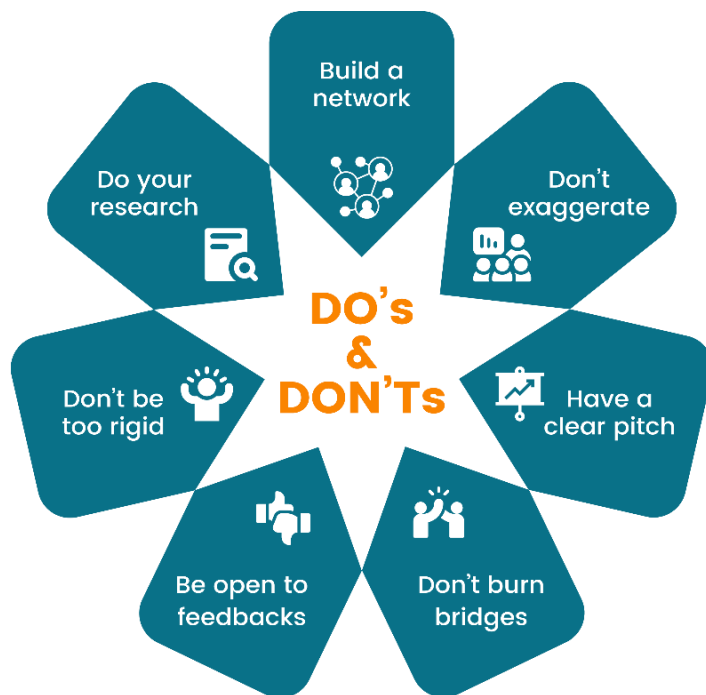 Build a
network
Don't
exaggerate
Have a
clear pitch
Don't burn
bridges
Be open to
feedbacks
Don't be
too rigid
Do your
research
DO's
&
DON'Ts